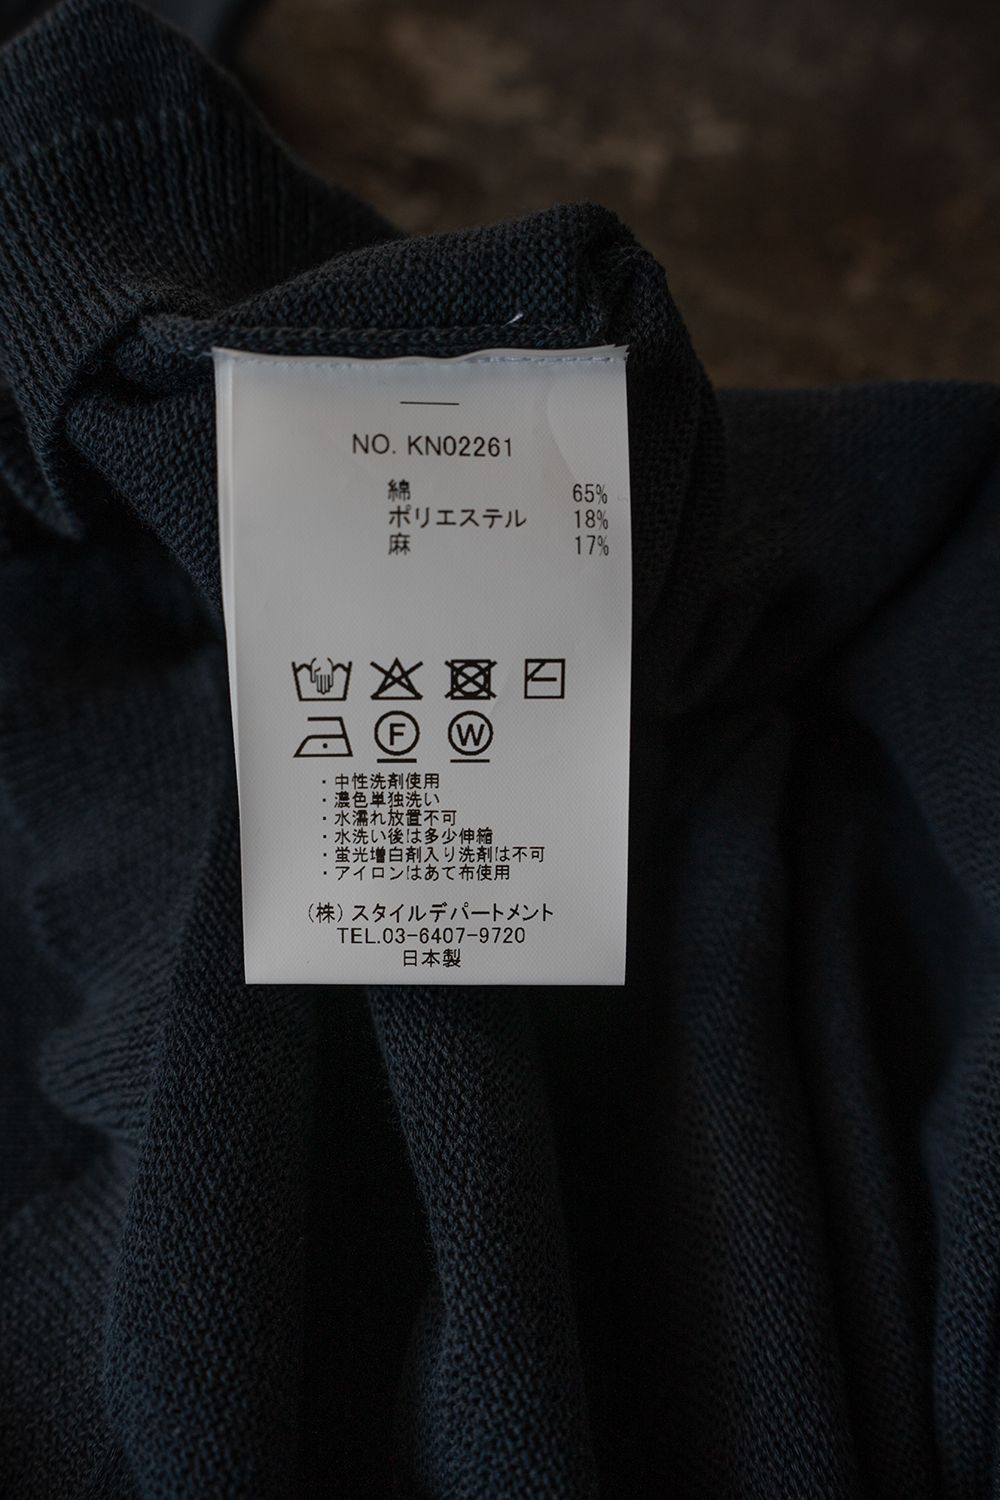 NO. KN02261
綿 65%
ポリエステル 18%
麻 17%
F W
・中性洗剤使用
・濃色単独洗い
・水濡れ放置不可
・水洗い後は多少伸縮
・蛍光増白剤入り洗剤は不可
・アイロンはあて布使用
(株)スタイルデパートメント
TEL.03-6407-9720
日本製